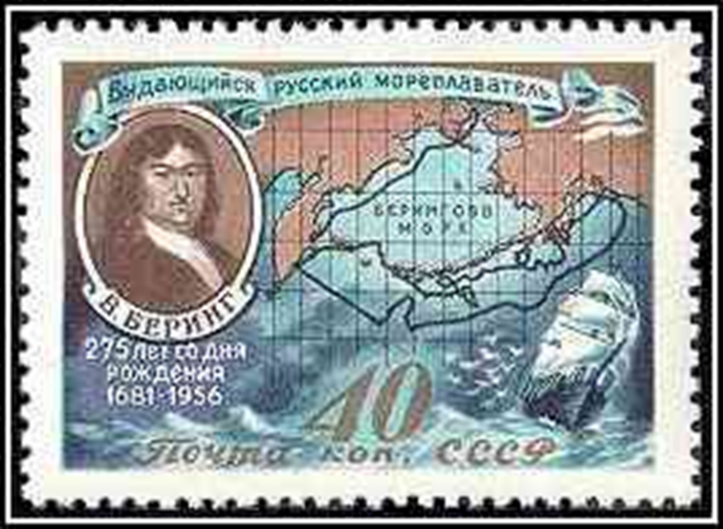 Выдающийся русский мореплаватель
БЕРИНГОВО
МОРЕ
В. БЕРИНГ
275 лет со дня
рождения
1681-1956
40
Почта коп. СССР